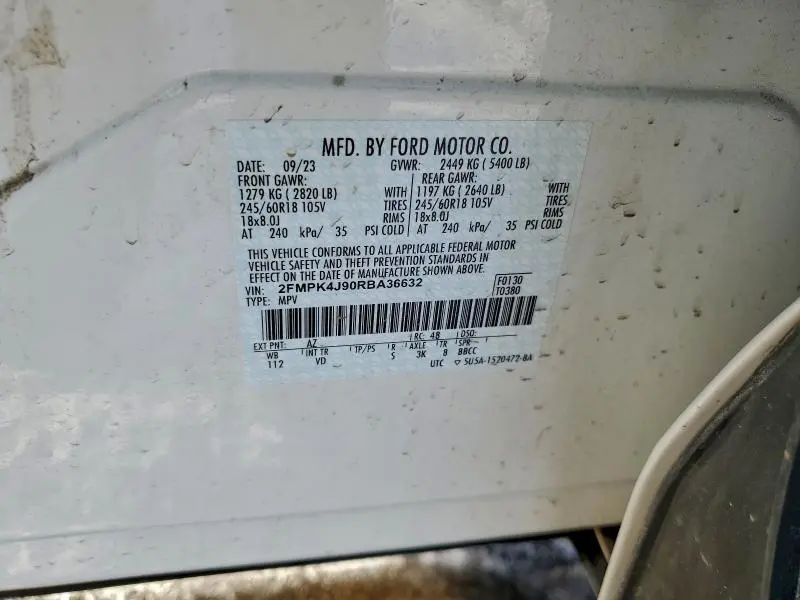 MFD. BY FORD MOTOR CO.
DATE: 09/23 GVWR: 2449 KG ( 5400 LB)
FRONT GAWR: REAR GAWR:
1279 KG ( 2820 LB) WITH 1197 KG ( 2640 LB) WITH
245/60R18 105V TIRES 245/60R18 105V TIRES
18x8.0J RIMS 18x8.0J RIMS
AT 240 kPa/ 35 PSI COLD AT 240 kPa/ 35 PSI COLD
THIS VEHICLE CONFORMS TO ALL APPLICABLE FEDERAL MOTOR
VEHICLE SAFETY AND THEFT PREVENTION STANDARDS IN
EFFECT ON THE DATE OF MANUFACTURE SHOWN ABOVE.
VIN: 2FMPK4J90RBA36632 F0130
TYPE: MPV T0380
EXT PNT: AZ RC: 48 DSO:
WB INT TR TP/PS R AXLE TR SPR
112 VD S 3K 8 BBCC
UTC ▽ 5U5A-1520472-BA